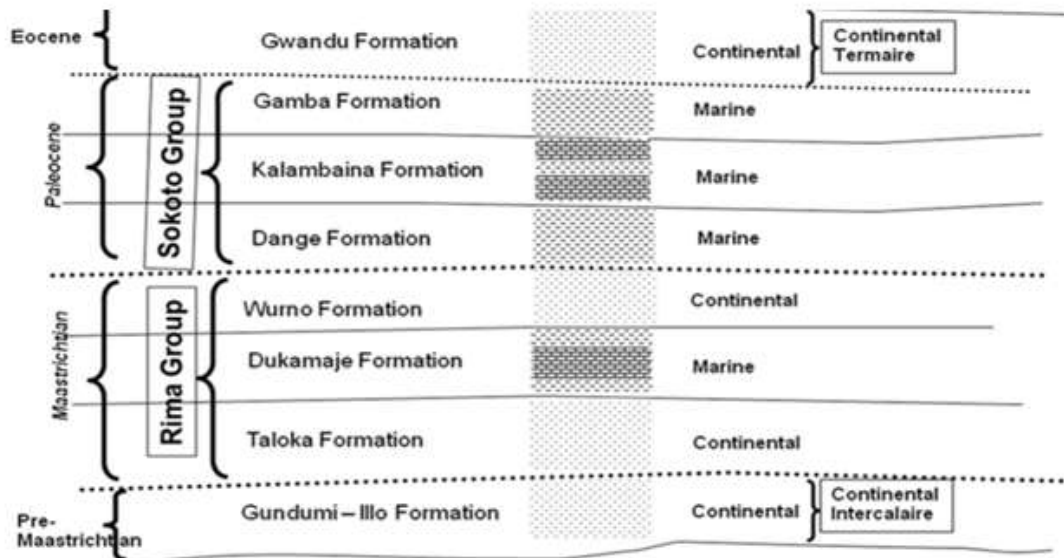 Eocene
Gwandu Formation
Continental
Continental
Termaire
Paleocene
Sokoto Group
Gamba Formation
Marine
Kalambaina Formation
Marine
Dange Formation
Marine
Maastrichtian
Rima Group
Wurno Formation
Continental
Dukamaje Formation
Marine
Taloka Formation
Continental
Pre-
Maastrichtian
Gundumi – Illo Formation
Continental
Continental
Intercalaire